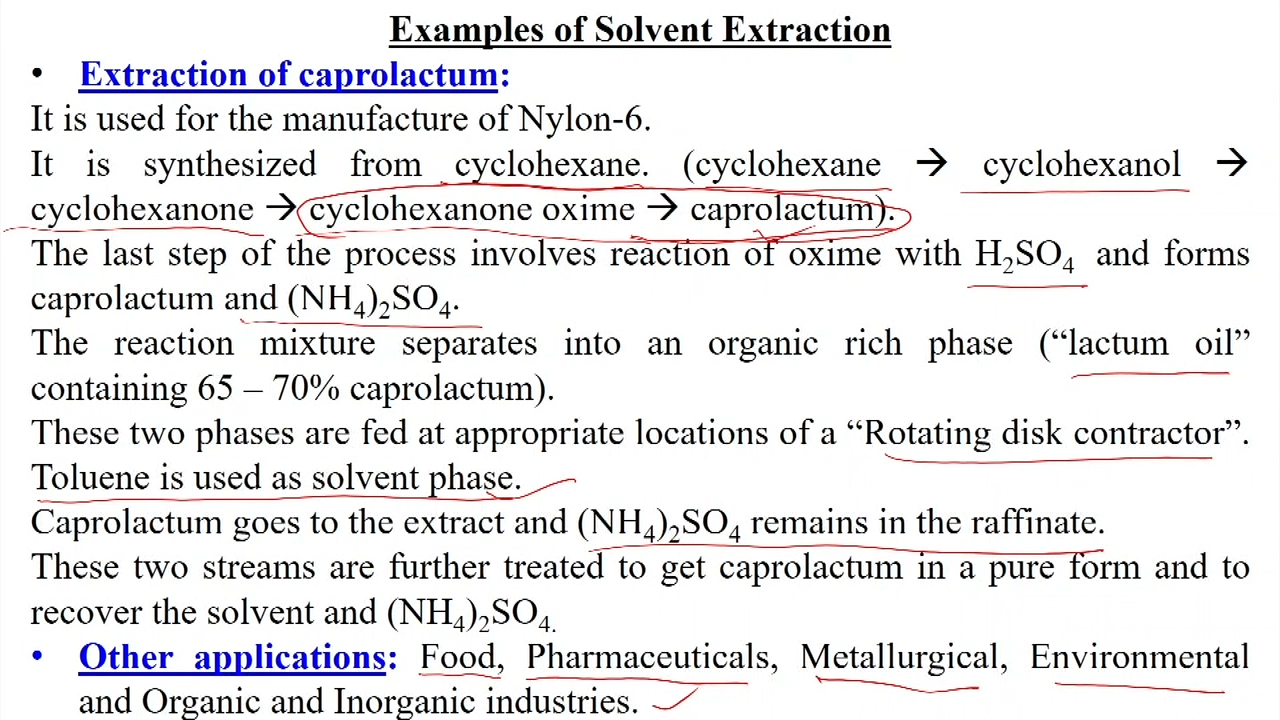 Examples of Solvent Extraction
• Extraction of caprolactum:
It is used for the manufacture of Nylon-6.
It is synthesized from cyclohexane. (cyclohexane → cyclohexanol →
cyclohexanone → cyclohexanone oxime → caprolactum).
The last step of the process involves reaction of oxime with H₂SO₄ and forms
caprolactum and (NH₄)₂SO₄.
The reaction mixture separates into an organic rich phase (“lactum oil”
containing 65 – 70% caprolactum).
These two phases are fed at appropriate locations of a “Rotating disk contractor”.
Toluene is used as solvent phase.
Caprolactum goes to the extract and (NH₄)₂SO₄ remains in the raffinate.
These two streams are further treated to get caprolactum in a pure form and to
recover the solvent and (NH₄)₂SO₄.
• Other applications: Food, Pharmaceuticals, Metallurgical, Environmental
and Organic and Inorganic industries.